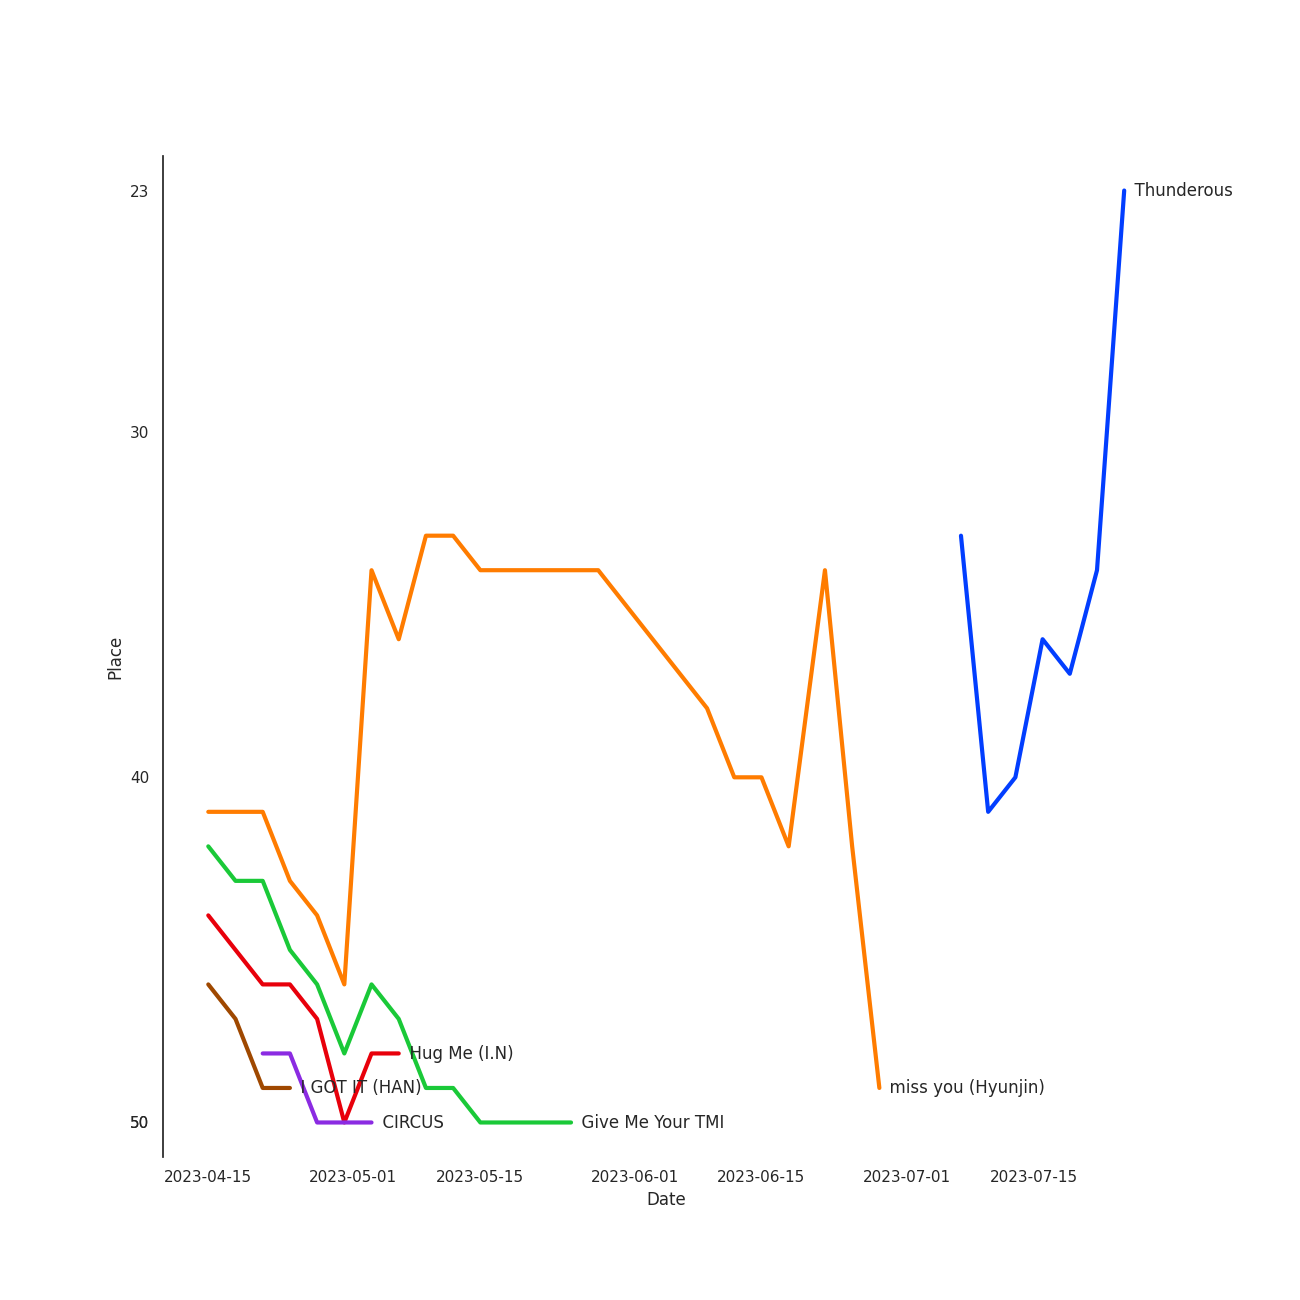 23
Thunderous
30
Place
40
Hug Me (I.N)
I GOT IT (HAN)
miss you (Hyunjin)
50
CIRCUS
Give Me Your TMI
2023-04-15
2023-05-01
2023-05-15
2023-06-01
2023-06-15
2023-07-01
2023-07-15
Date